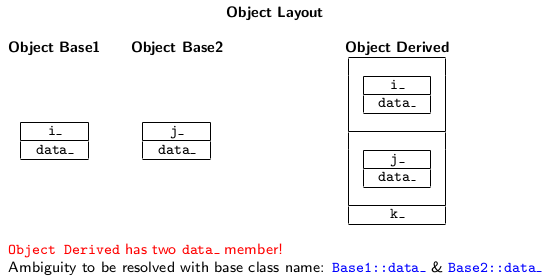 Object Layout
Object Base1 Object Base2 Object Derived
i_
data_
i_ j_
data_ data_
j_
data_
k_
Object Derived has two data_ member!
Ambiguity to be resolved with base class name: Base1::data_ & Base2::data_